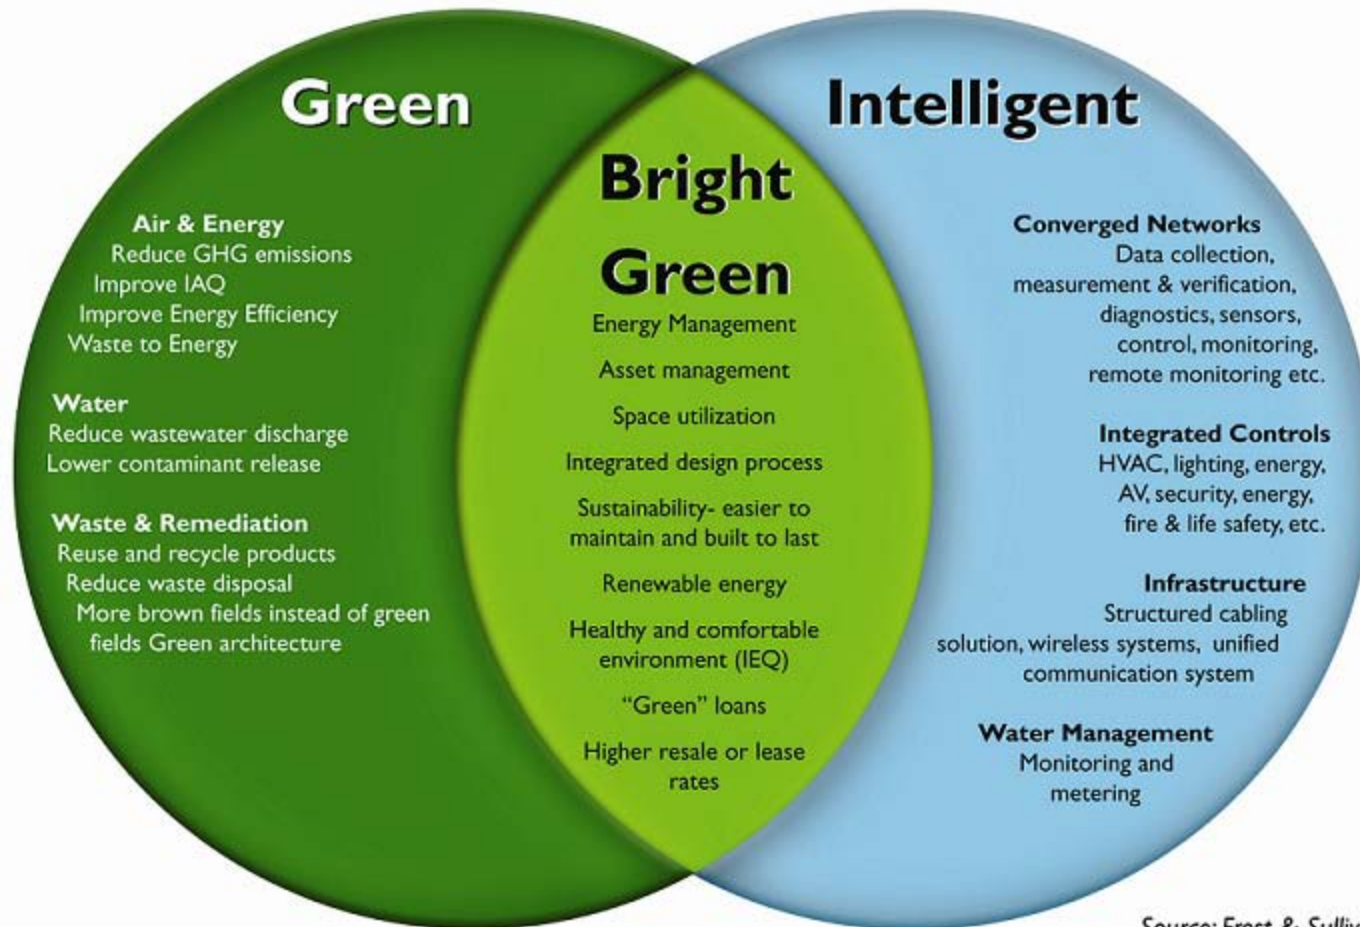 Green
Air & Energy
Reduce GHG emissions
Improve IAQ
Improve Energy Efficiency
Waste to Energy
Water
Reduce wastewater discharge
Lower contaminant release
Waste & Remediation
Reuse and recycle products
Reduce waste disposal
More brown fields instead of green
fields Green architecture
Bright
Green
Energy Management
Asset management
Space utilization
Integrated design process
Sustainability- easier to
maintain and built to last
Renewable energy
Healthy and comfortable
environment (IEQ)
“Green” loans
Higher resale or lease
rates
Intelligent
Converged Networks
Data collection,
measurement & verification,
diagnostics, sensors,
control, monitoring,
remote monitoring etc.
Integrated Controls
HVAC, lighting, energy,
AV, security, energy,
fire & life safety, etc.
Infrastructure
Structured cabling
solution, wireless systems, unified
communication system
Water Management
Monitoring and
metering
Source: Frost &